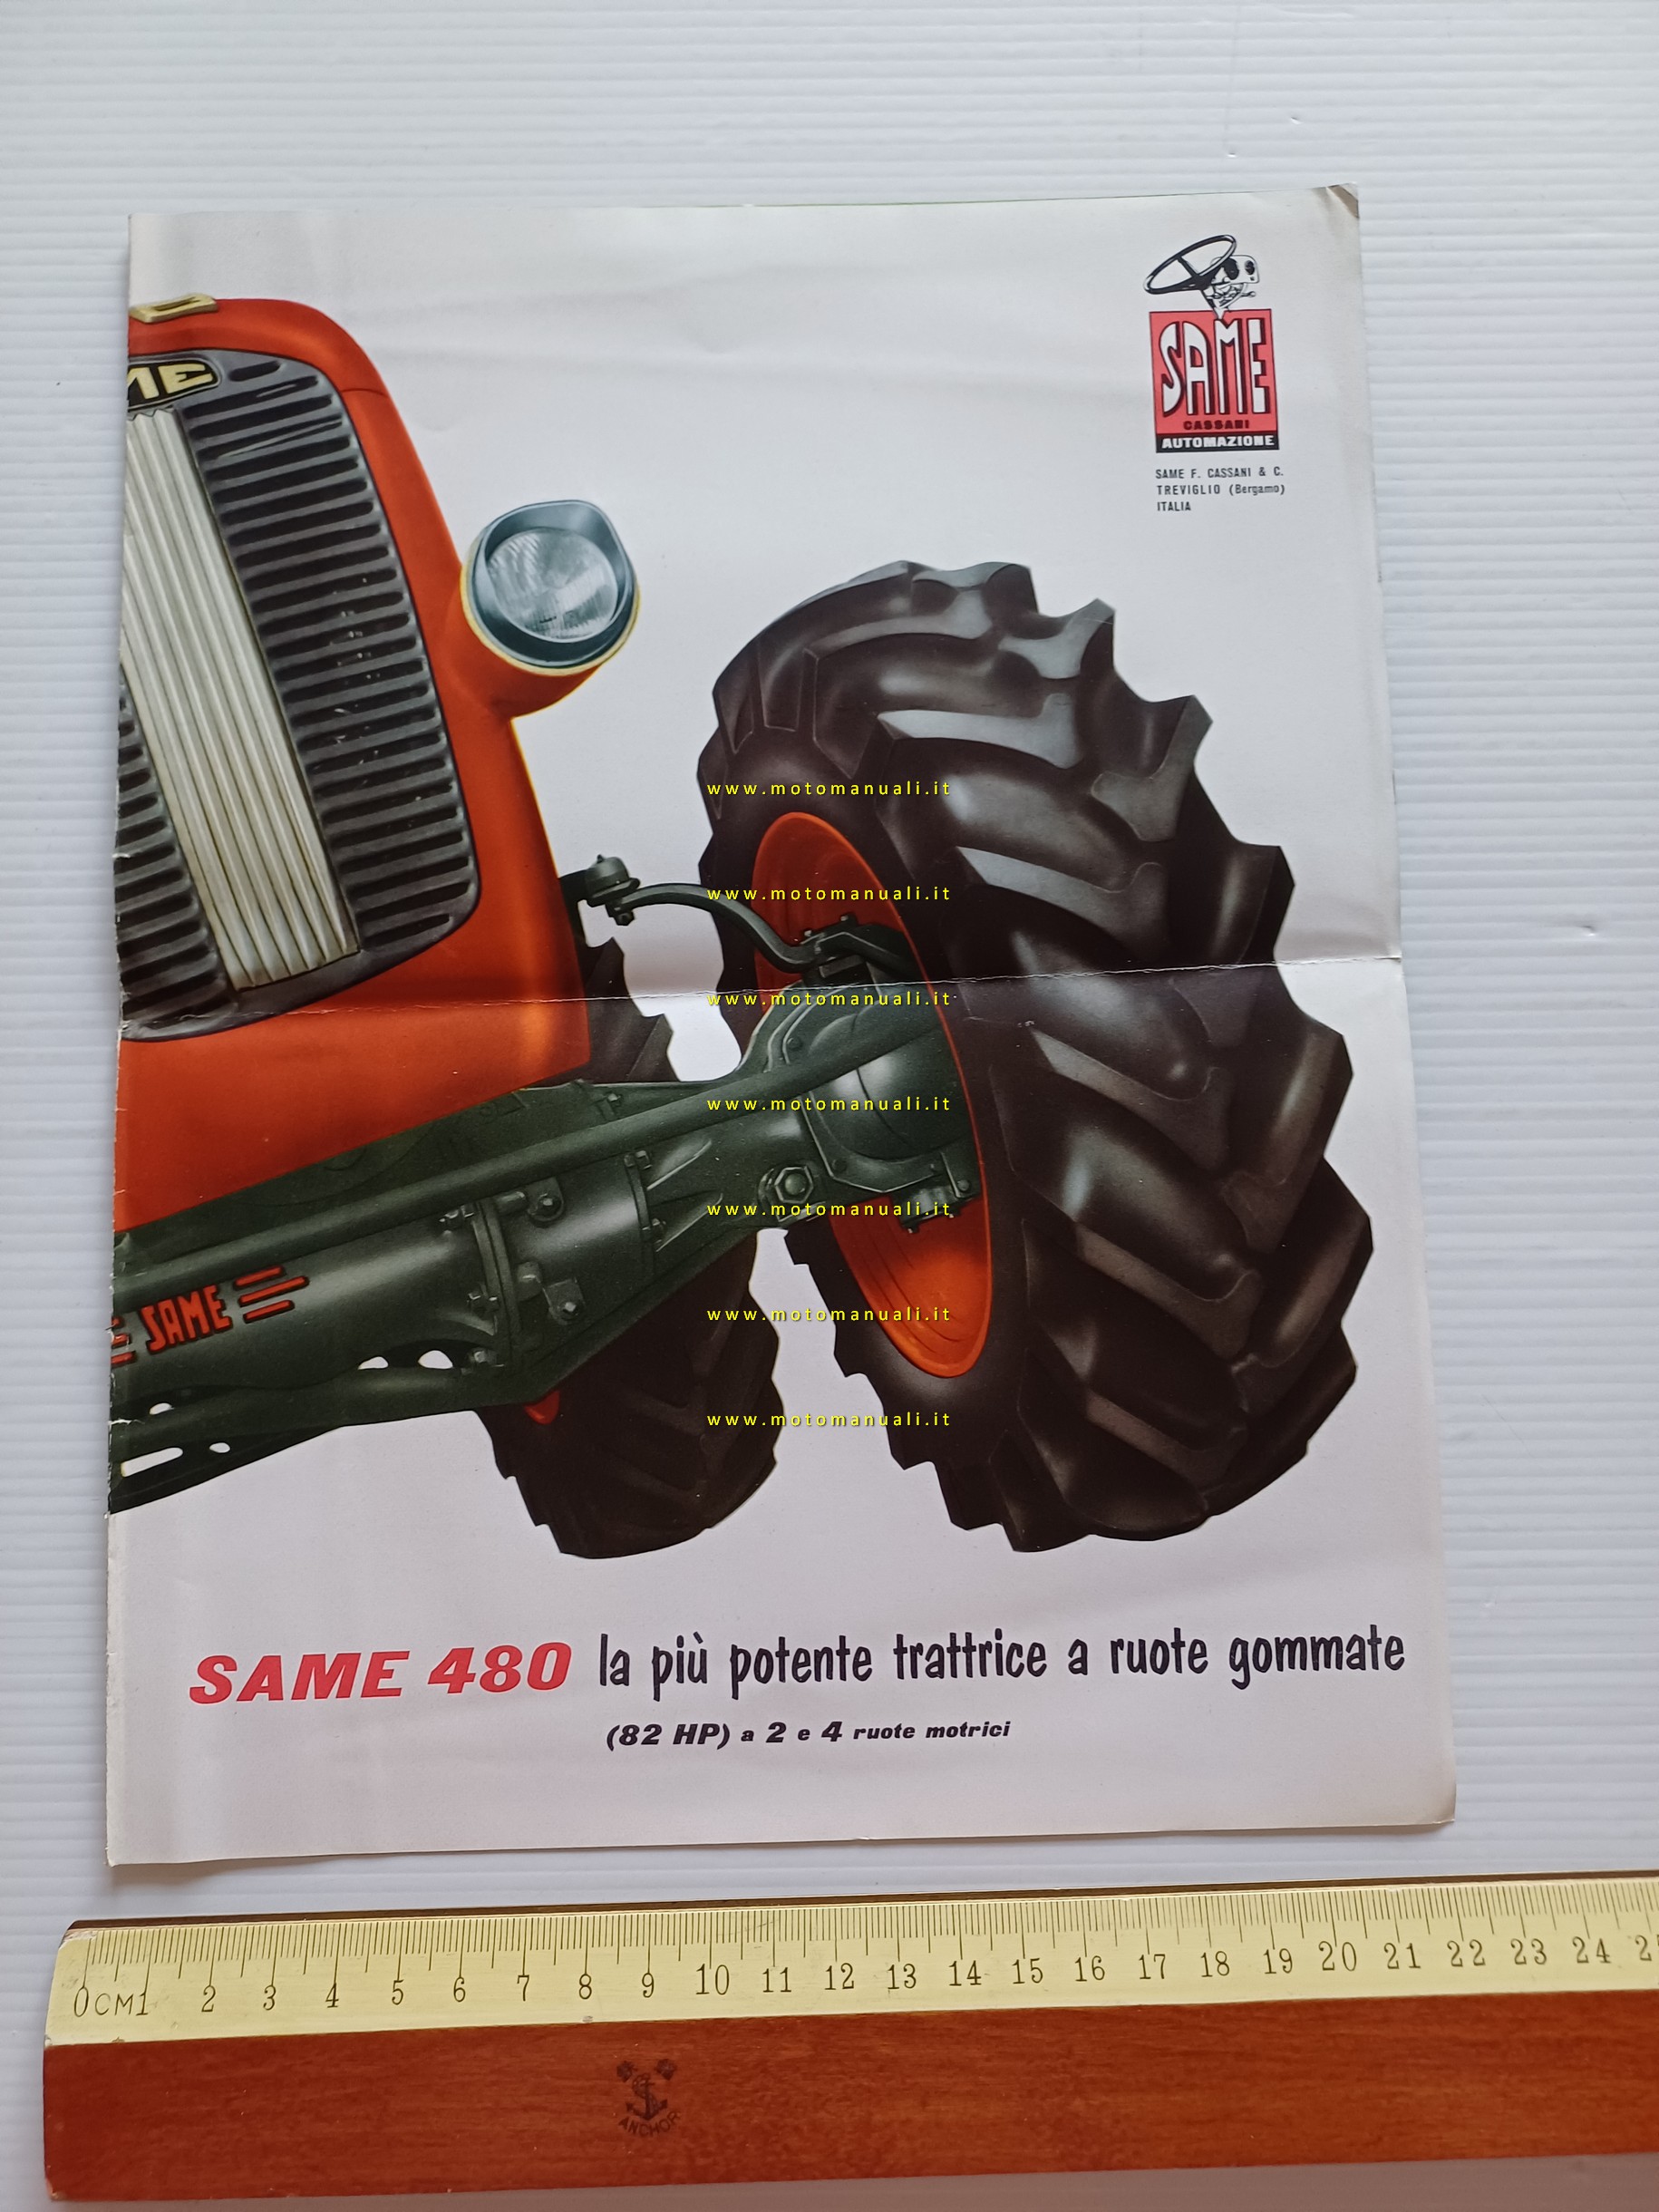 SAME
CASSANI
AUTOMAZIONE
SAME F. CASSANI & C.
TREVIGLIO (Bergamo)
ITALIA
ME
www.motomanuali.it
www.motomanuali.it
www.motomanuali.it
www.motomanuali.it
www.motomanuali.it
www.motomanuali.it
www.motomanuali.it
SAME
SAME 480 la più potente trattrice a ruote gommate
(82 HP) a 2 e 4 ruote motrici
0CM1 2 3 4 5 6 7 8 9 10 11 12 13 14 15 16 17 18 19 20 21 22 23 24 2
ANCHOR